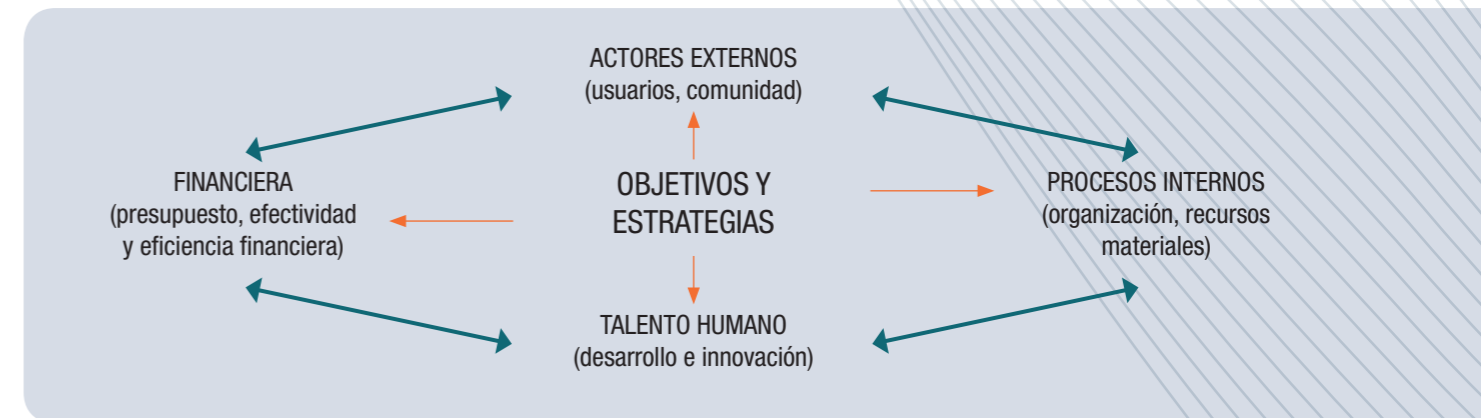 ACTORES EXTERNOS
(usuarios, comunidad)
FINANCIERA
(presupuesto, efectividad
y eficiencia financiera)
OBJETIVOS Y
ESTRATEGIAS
PROCESOS INTERNOS
(organización, recursos
materiales)
TALENTO HUMANO
(desarrollo e innovación)